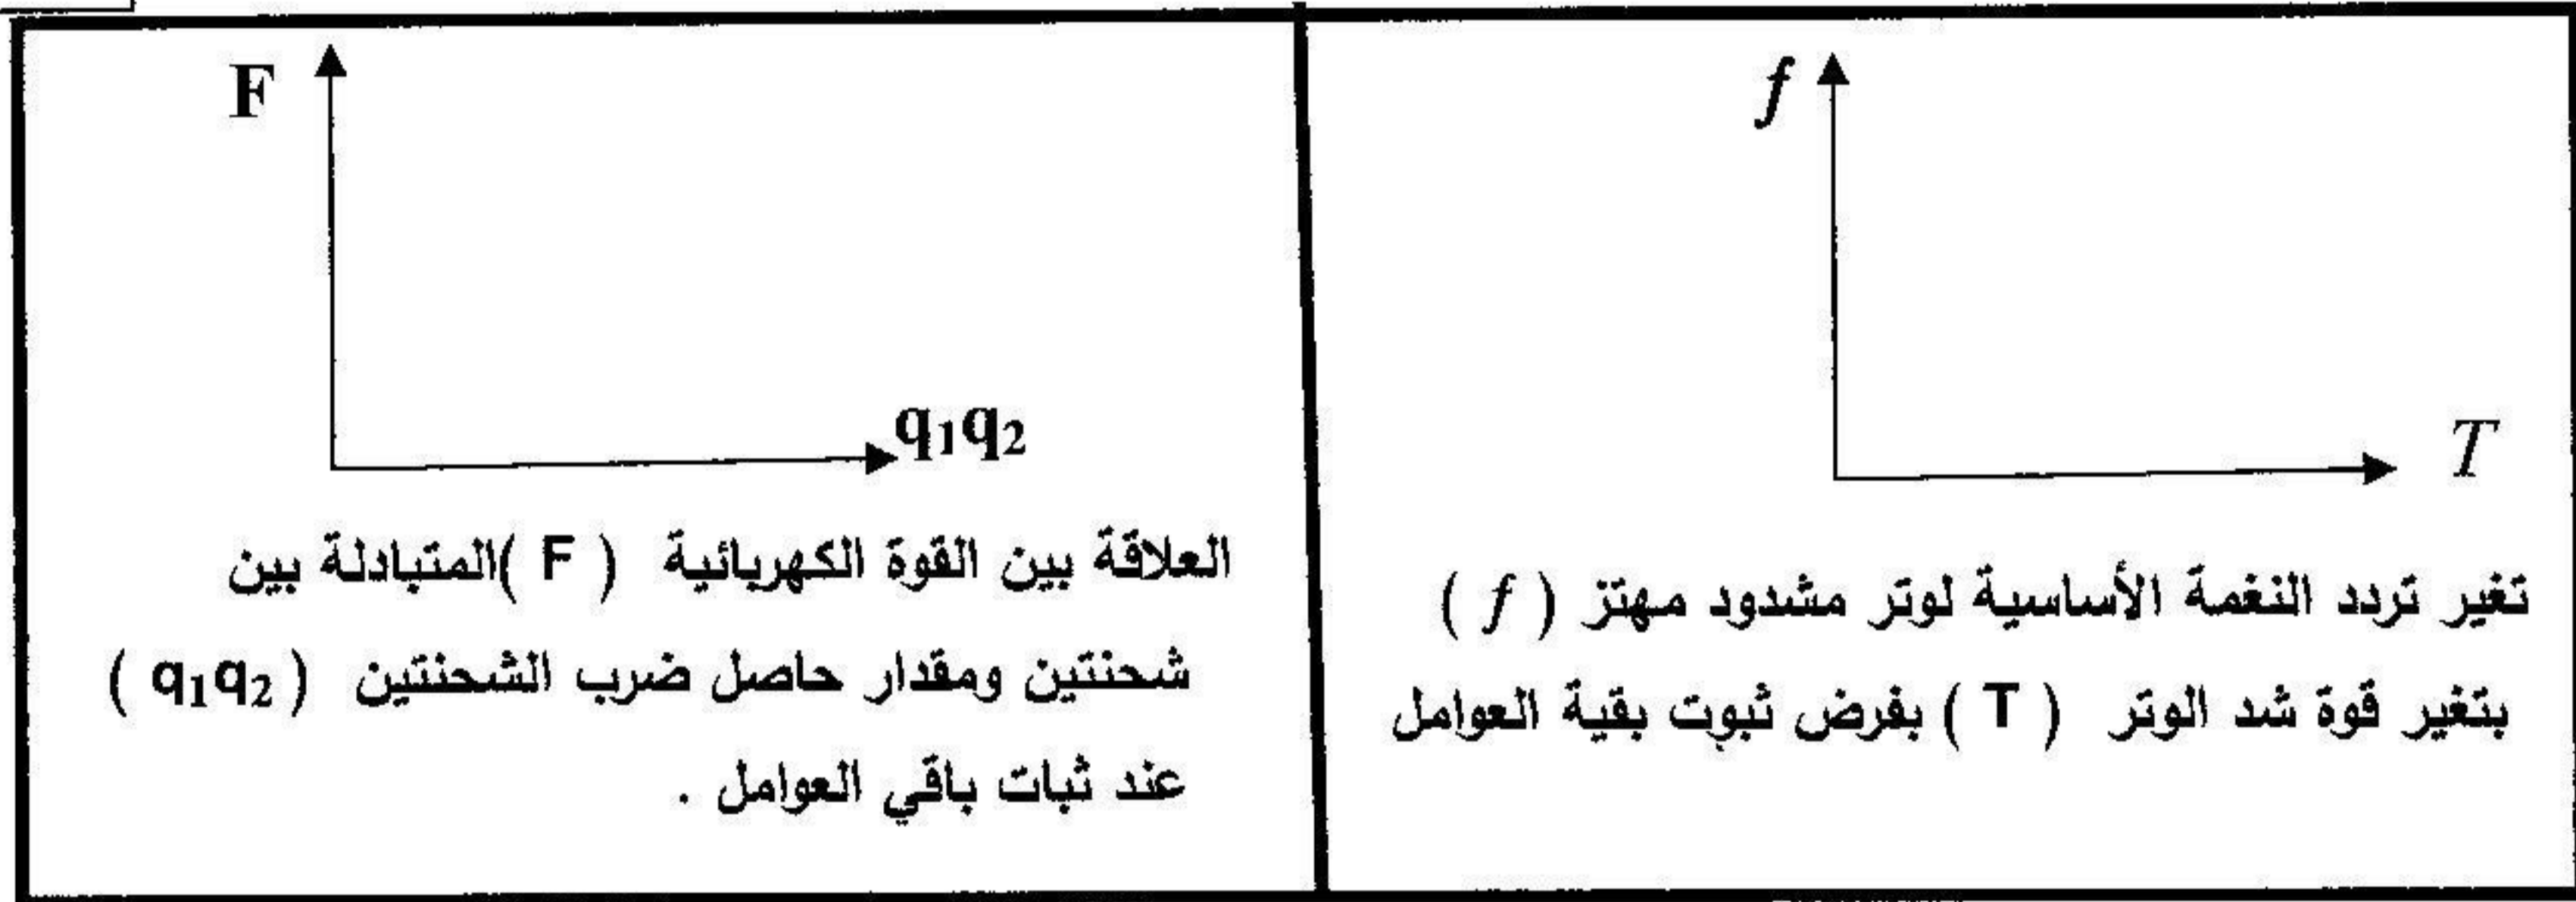 f
T
تغير تردد النغمة الأساسية لوتر مشدود مهتز ( f )
بتغير قوة شد الوتر ( T ) بفرض ثبوت بقية العوامل
F
q₁q₂
العلاقة بين القوة الكهربائية ( F )المتبادلة بين
شحنتين ومقدار حاصل ضرب الشحنتين ( q₁q₂ )
عند ثبات باقي العوامل .